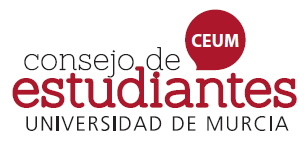 CEUM
consejo de
estudiantes
UNIVERSIDAD DE MURCIA